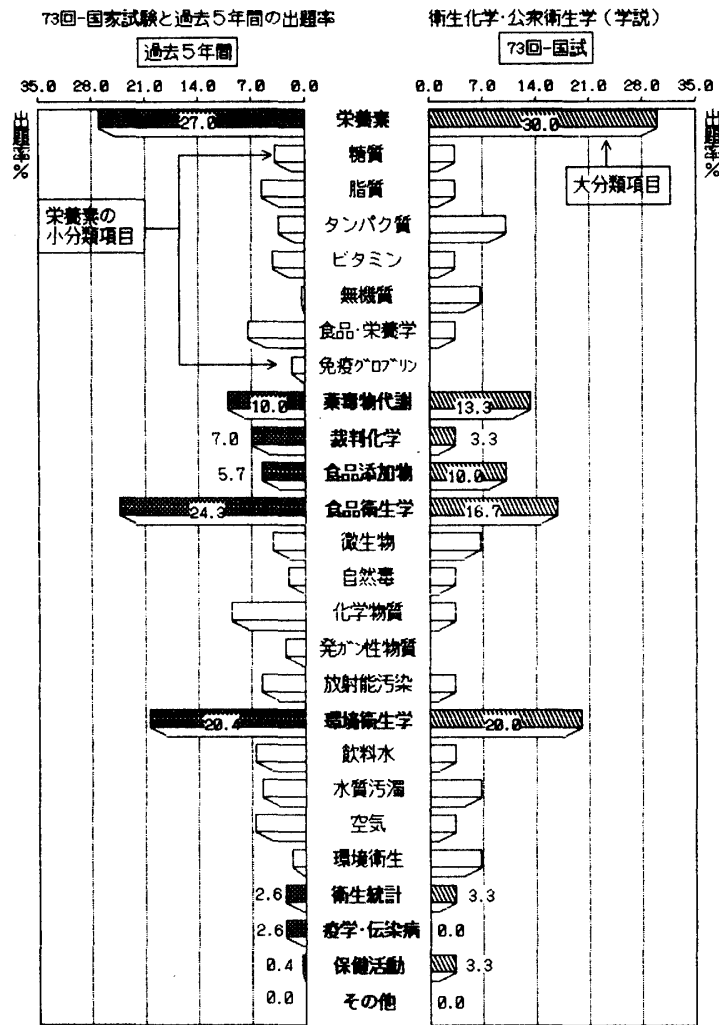 73回-国家試験と過去5年間の出題率 衛生化学・公衆衛生学(学説)
過去5年間 73回-国試
35.0 28.0 21.0 14.0 7.0 0.0 0.0 7.0 14.0 21.0 28.0 35.0
出題率% 出題率%
27.0 栄養素 30.0
糖質
大分類項目
脂質
栄養素の
小分類項目
タンパク質
ビタミン
無機質
食品・栄養学
免疫グロブリン
10.0 薬毒物代謝 13.3
7.0 裁判化学 3.3
5.7 食品添加物 10.0
24.3 食品衛生学 16.7
微生物
自然毒
化学物質
発ガン性物質
放射能汚染
20.4 環境衛生学 20.0
飲料水
水質汚濁
空気
環境衛生
2.6 衛生統計 3.3
2.6 疫学・伝染病 0.0
0.4 保健活動 3.3
0.0 その他 0.0